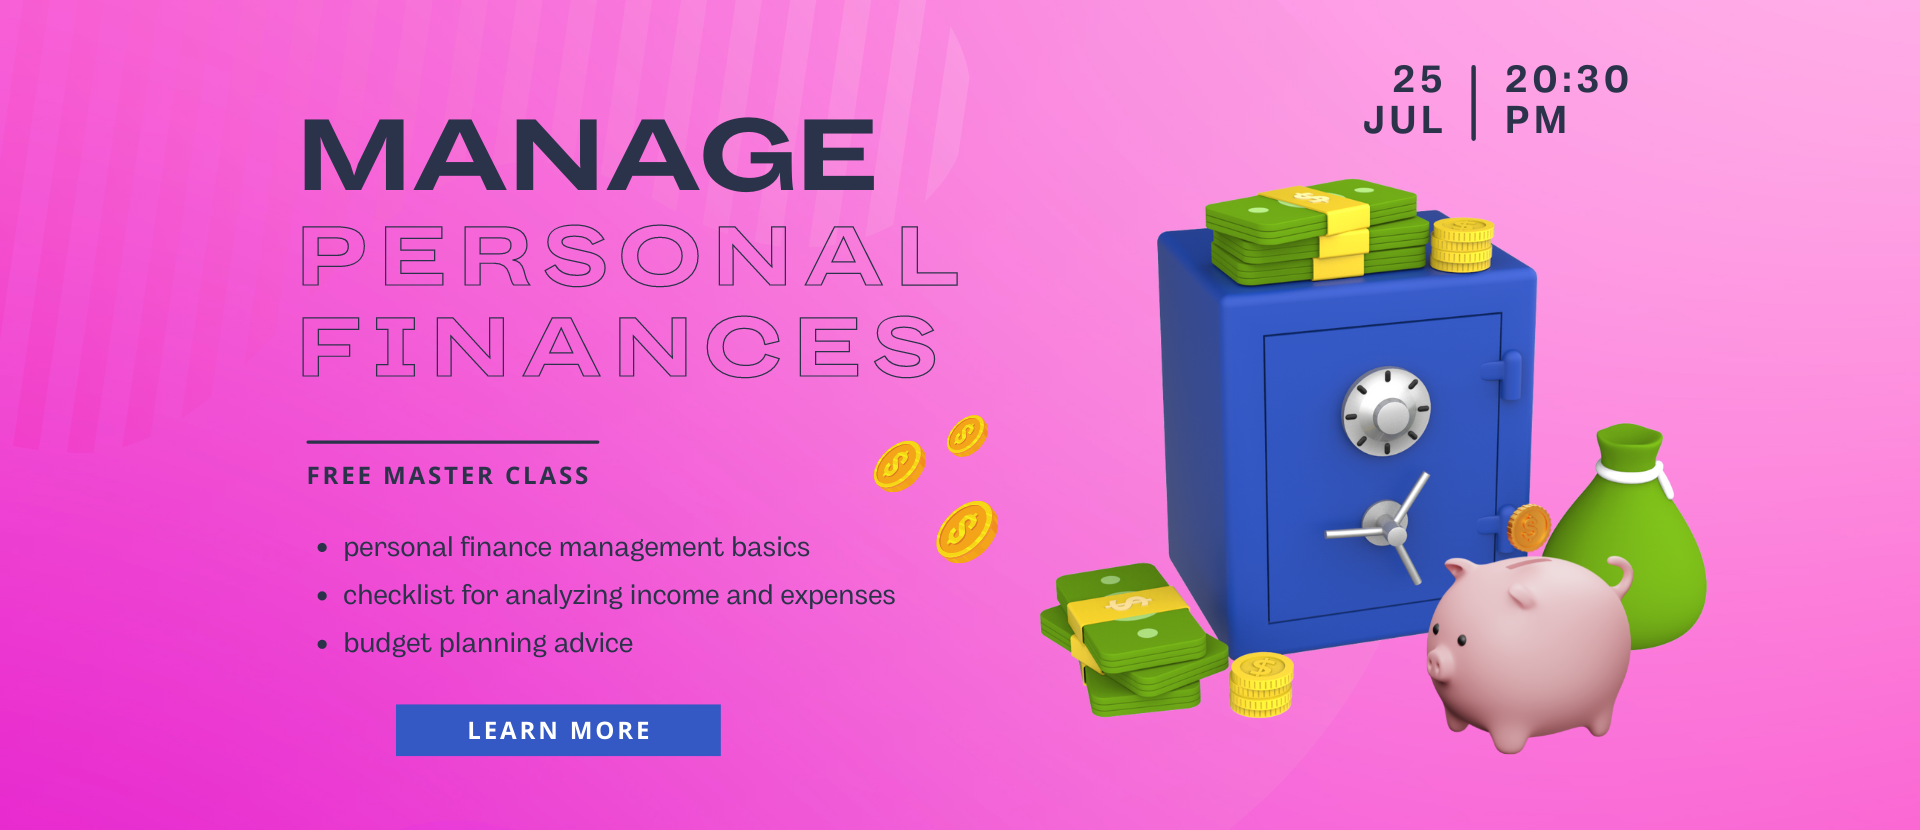 25 JUL | 20:30 PM
MANAGE
PERSONAL
FINANCES
FREE MASTER CLASS
• personal finance management basics
• checklist for analyzing income and expenses
• budget planning advice
LEARN MORE